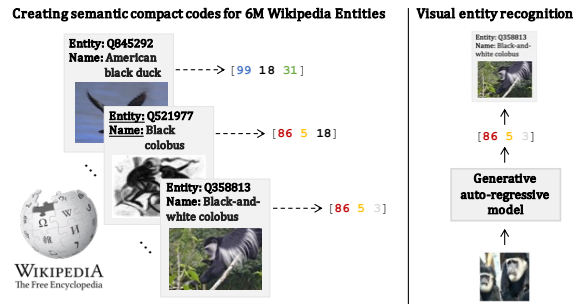 Creating semantic compact codes for 6M Wikipedia Entities
Entity: Q845292
Name: American
black duck
[99 18 31]
Entity: Q521977
Name: Black
colobus
[86 5 18]
Entity: Q358813
Name: Black-and-
white colobus
[86 5 3]
Ω
W
И
WIKIPEDIA
The Free Encyclopedia
Visual entity recognition
Entity: Q358813
Name: Black-and-
white colobus
[86 5 3]
Generative
auto-regressive
model